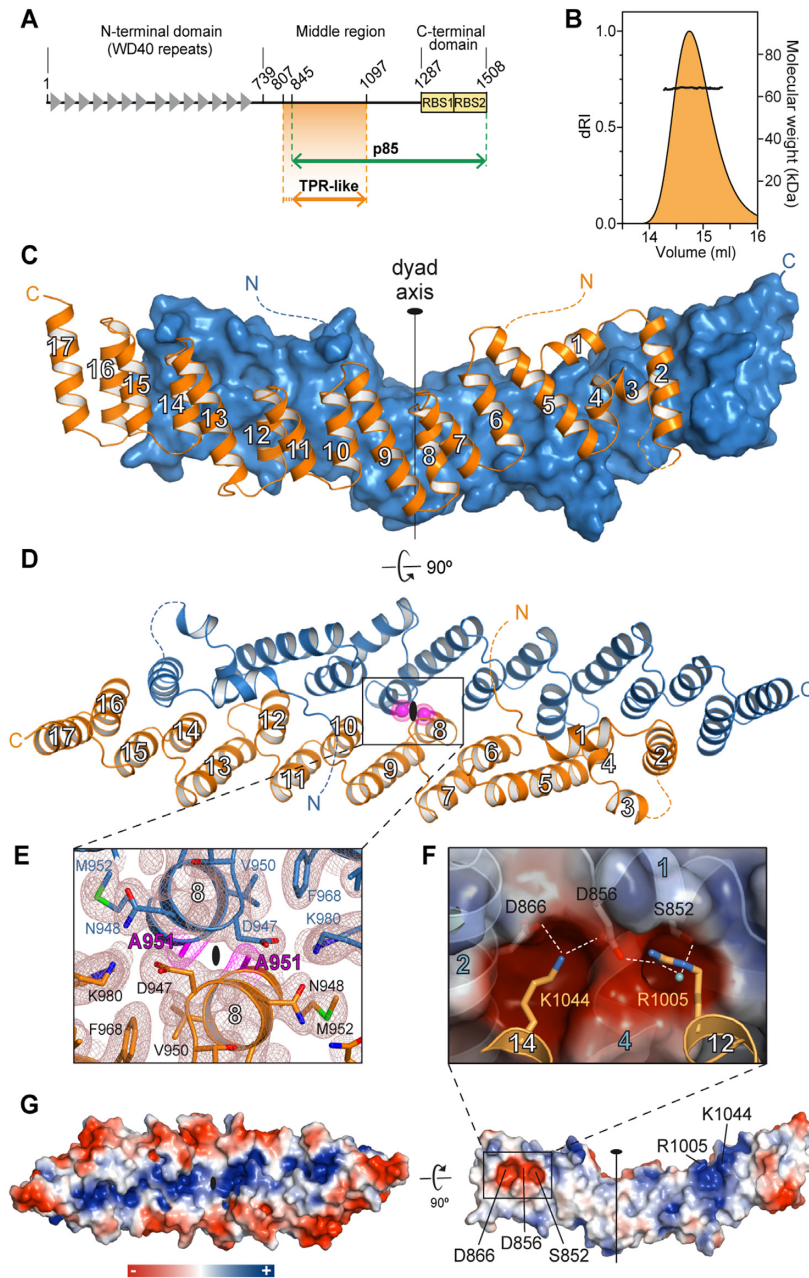 A
N-terminal domain
(WD40 repeats)
Middle region
C-terminal
domain
1
739
807
845
1097
1287
1508
RBS1
RBS2
p85
TPR-like
B
1.0
0.5
0.0
dRI
80
60
40
20
Molecular weight (kDa)
14
15
16
Volume (ml)
C
C
N
dyad
axis
N
C
17
16
15
14
13
12
11
10
9
8
7
6
5
4
3
2
1
90º
D
N
C
C
N
17
16
15
14
13
12
11
10
9
8
7
6
5
4
3
2
1
E
M952
V950
8
F968
N948
D947
K980
A951
A951
K980
D947
N948
F968
8
M952
V950
F
1
D866
D856
S852
2
K1044
R1005
14
4
12
G
- +
90º
K1044
R1005
D866
D856
S852